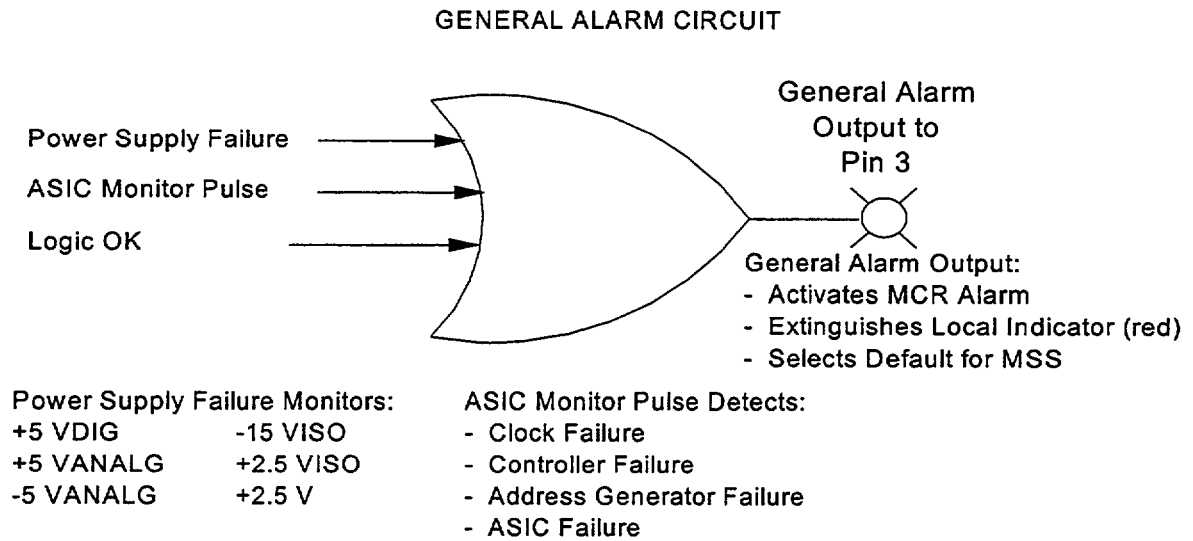 GENERAL ALARM CIRCUIT
General Alarm
Output to
Pin 3
Power Supply Failure
ASIC Monitor Pulse
Logic OK
General Alarm Output:
- Activates MCR Alarm
- Extinguishes Local Indicator (red)
- Selects Default for MSS
Power Supply Failure Monitors:
+5 VDIG -15 VISO
+5 VANALG +2.5 VISO
-5 VANALG +2.5 V
ASIC Monitor Pulse Detects:
- Clock Failure
- Controller Failure
- Address Generator Failure
- ASIC Failure